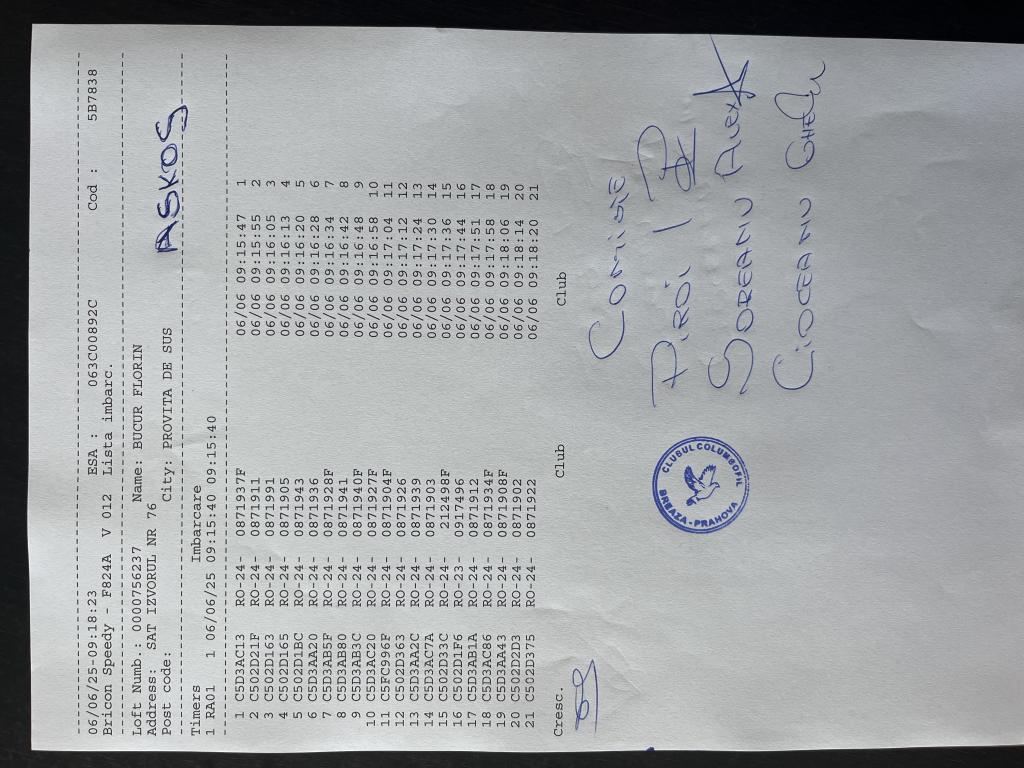 06/06/25-09:18:23 ESA : 063C00892C Cod : 5B7838
Bricon Speedy - F824A V 012 Lista imbarc.
Loft Numb.: 0000756237 Name: BUCUR FLORIN
Address: SAT IZVORUL NR 76
Post code: City: PROVITA DE SUS
ASKOS
Timers Imbarcare
1 RA01 1 06/06/25 09:15:40 09:15:40
1 C5D3AC13 RO-24- 0871937F 06/06 09:15:47 1
2 C502D21F RO-24- 0871911 06/06 09:15:55 2
3 C502D163 RO-24- 0871991 06/06 09:16:05 3
4 C502D165 RO-24- 0871905 06/06 09:16:13 4
5 C502D1BC RO-24- 0871943 06/06 09:16:20 5
6 C5D3AA20 RO-24- 0871936 06/06 09:16:28 6
7 C5D3AB5F RO-24- 0871928F 06/06 09:16:34 7
8 C5D3AB80 RO-24- 0871941 06/06 09:16:42 8
9 C5D3AB3C RO-24- 0871940F 06/06 09:16:48 9
10 C5D3AC20 RO-24- 0871927F 06/06 09:16:58 10
11 C5FC996F RO-24- 0871904F 06/06 09:17:04 11
12 C502D363 RO-24- 0871926 06/06 09:17:12 12
13 C5D3AA2C RO-24- 0871939 06/06 09:17:24 13
14 C5D3AC7A RO-24- 0871903 06/06 09:17:30 14
15 C502D33C RO-24- 212498F 06/06 09:17:36 15
16 C502D1F6 RO-23- 0917496 06/06 09:17:44 16
17 C5D3AB1A RO-24- 0871912 06/06 09:17:51 17
18 C5D3AC86 RO-24- 0871934F 06/06 09:17:58 18
19 C5D3AA43 RO-24- 0871908F 06/06 09:18:06 19
20 C502D2D3 RO-24- 0871902 06/06 09:18:14 20
21 C502D375 RO-24- 0871922 06/06 09:18:20 21
Cresc. Club Club
COMISIE
PIROI I
SOREANU ALEX
CIOCEANU GHE
CLUBUL COLUMBOFIL
BREAZA-PRAHOVA